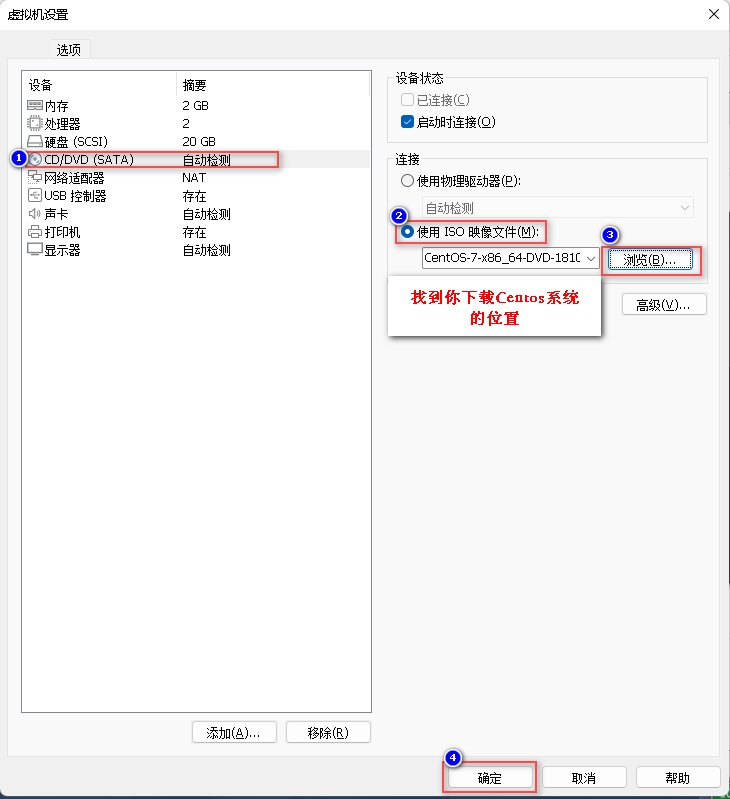 虚拟机设置
选项
设备 摘要
内存 2 GB
处理器 2
硬盘 (SCSI) 20 GB
1 CD/DVD (SATA) 自动检测
网络适配器 NAT
USB 控制器 存在
声卡 自动检测
打印机 存在
显示器 自动检测
添加(A)... 移除(R)
设备状态
已连接(C)
启动时连接(O)
连接
使用物理驱动器(P):
自动检测
2 使用 ISO 映像文件(M):
3
CentOS-7-x86_64-DVD-181 浏览(B)...
找到你下载Centos系统
的位置
高级(V)...
4
确定 取消 帮助